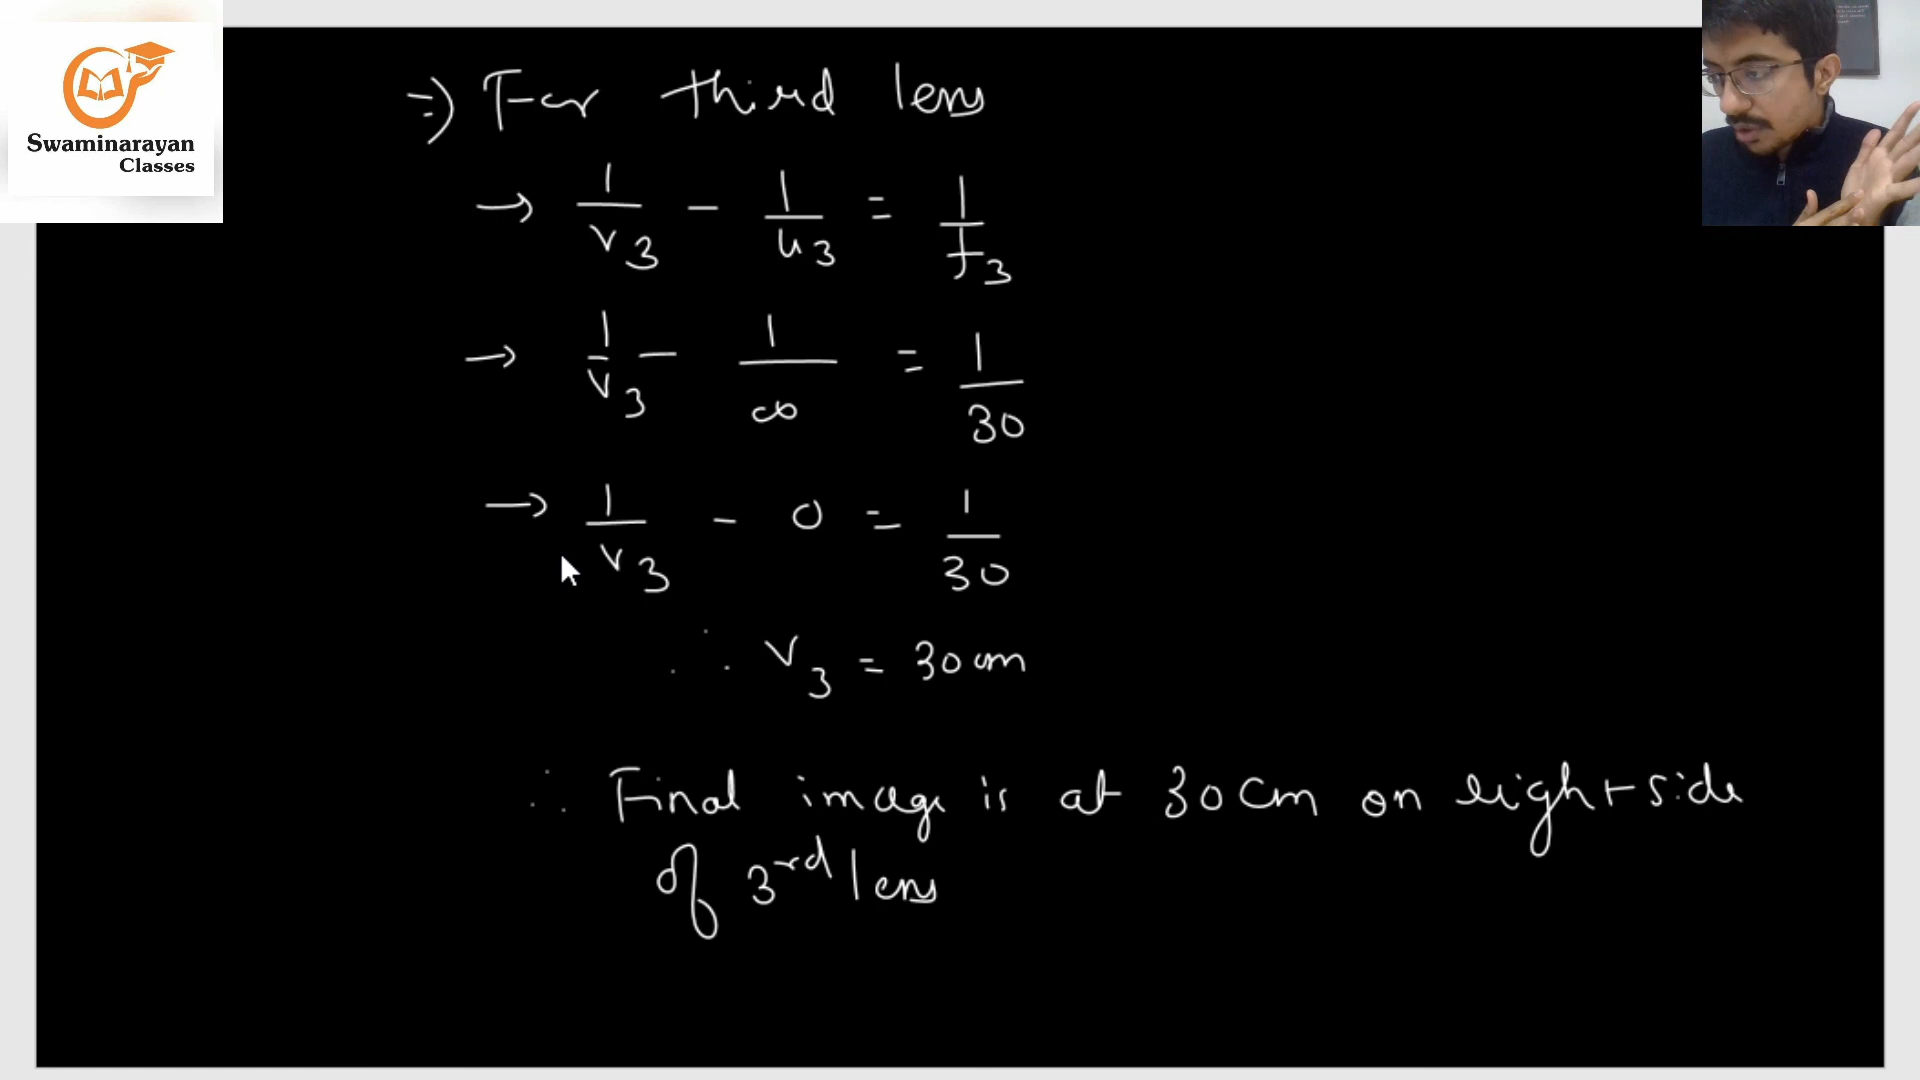 Swaminarayan
Classes
=) For third lens
→ 1/v3 - 1/u3 = 1/f3
→ 1/v3 - 1/∞ = 1/30
→ 1/v3 - 0 = 1/30
∴ v3 = 30 cm
∴ Final image is at 30 cm on right side
of 3rd lens